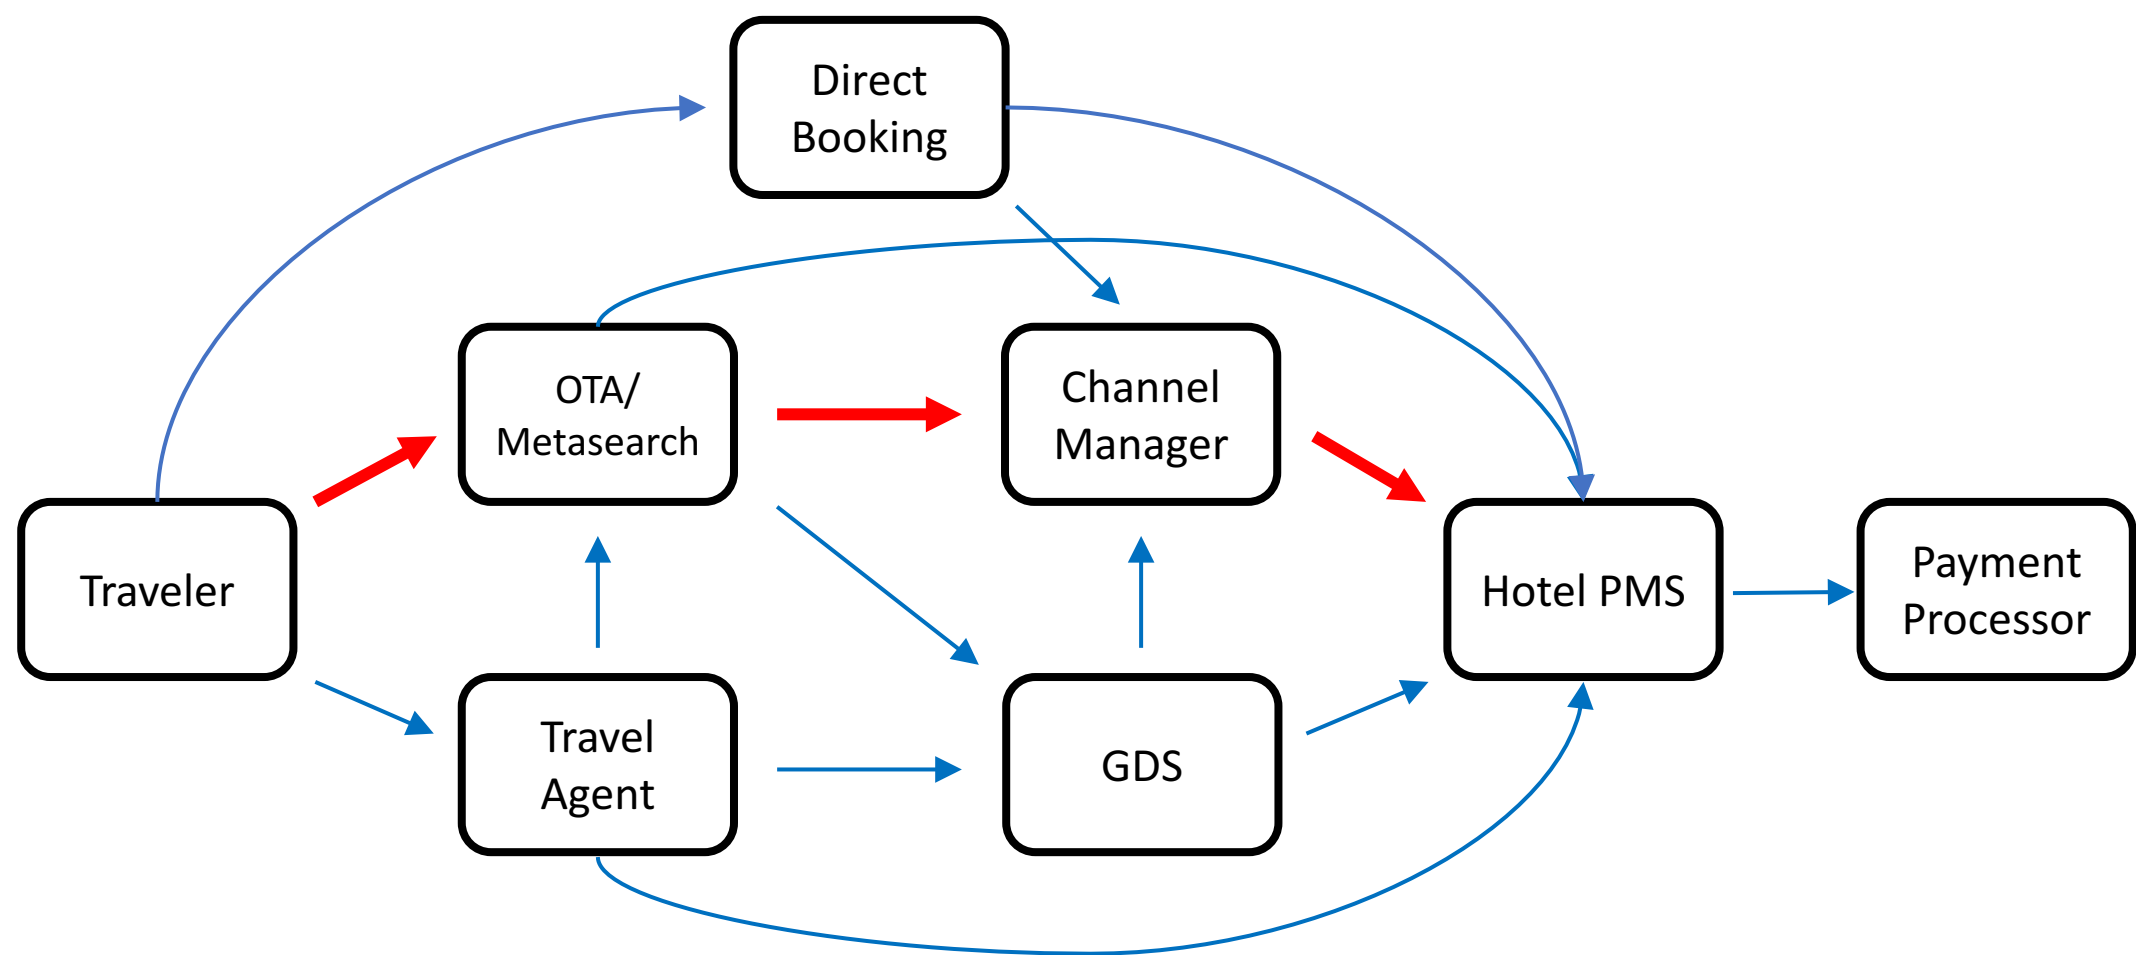 Direct
Booking
OTA/
Metasearch
Channel
Manager
Traveler
Hotel PMS
Payment
Processor
Travel
Agent
GDS